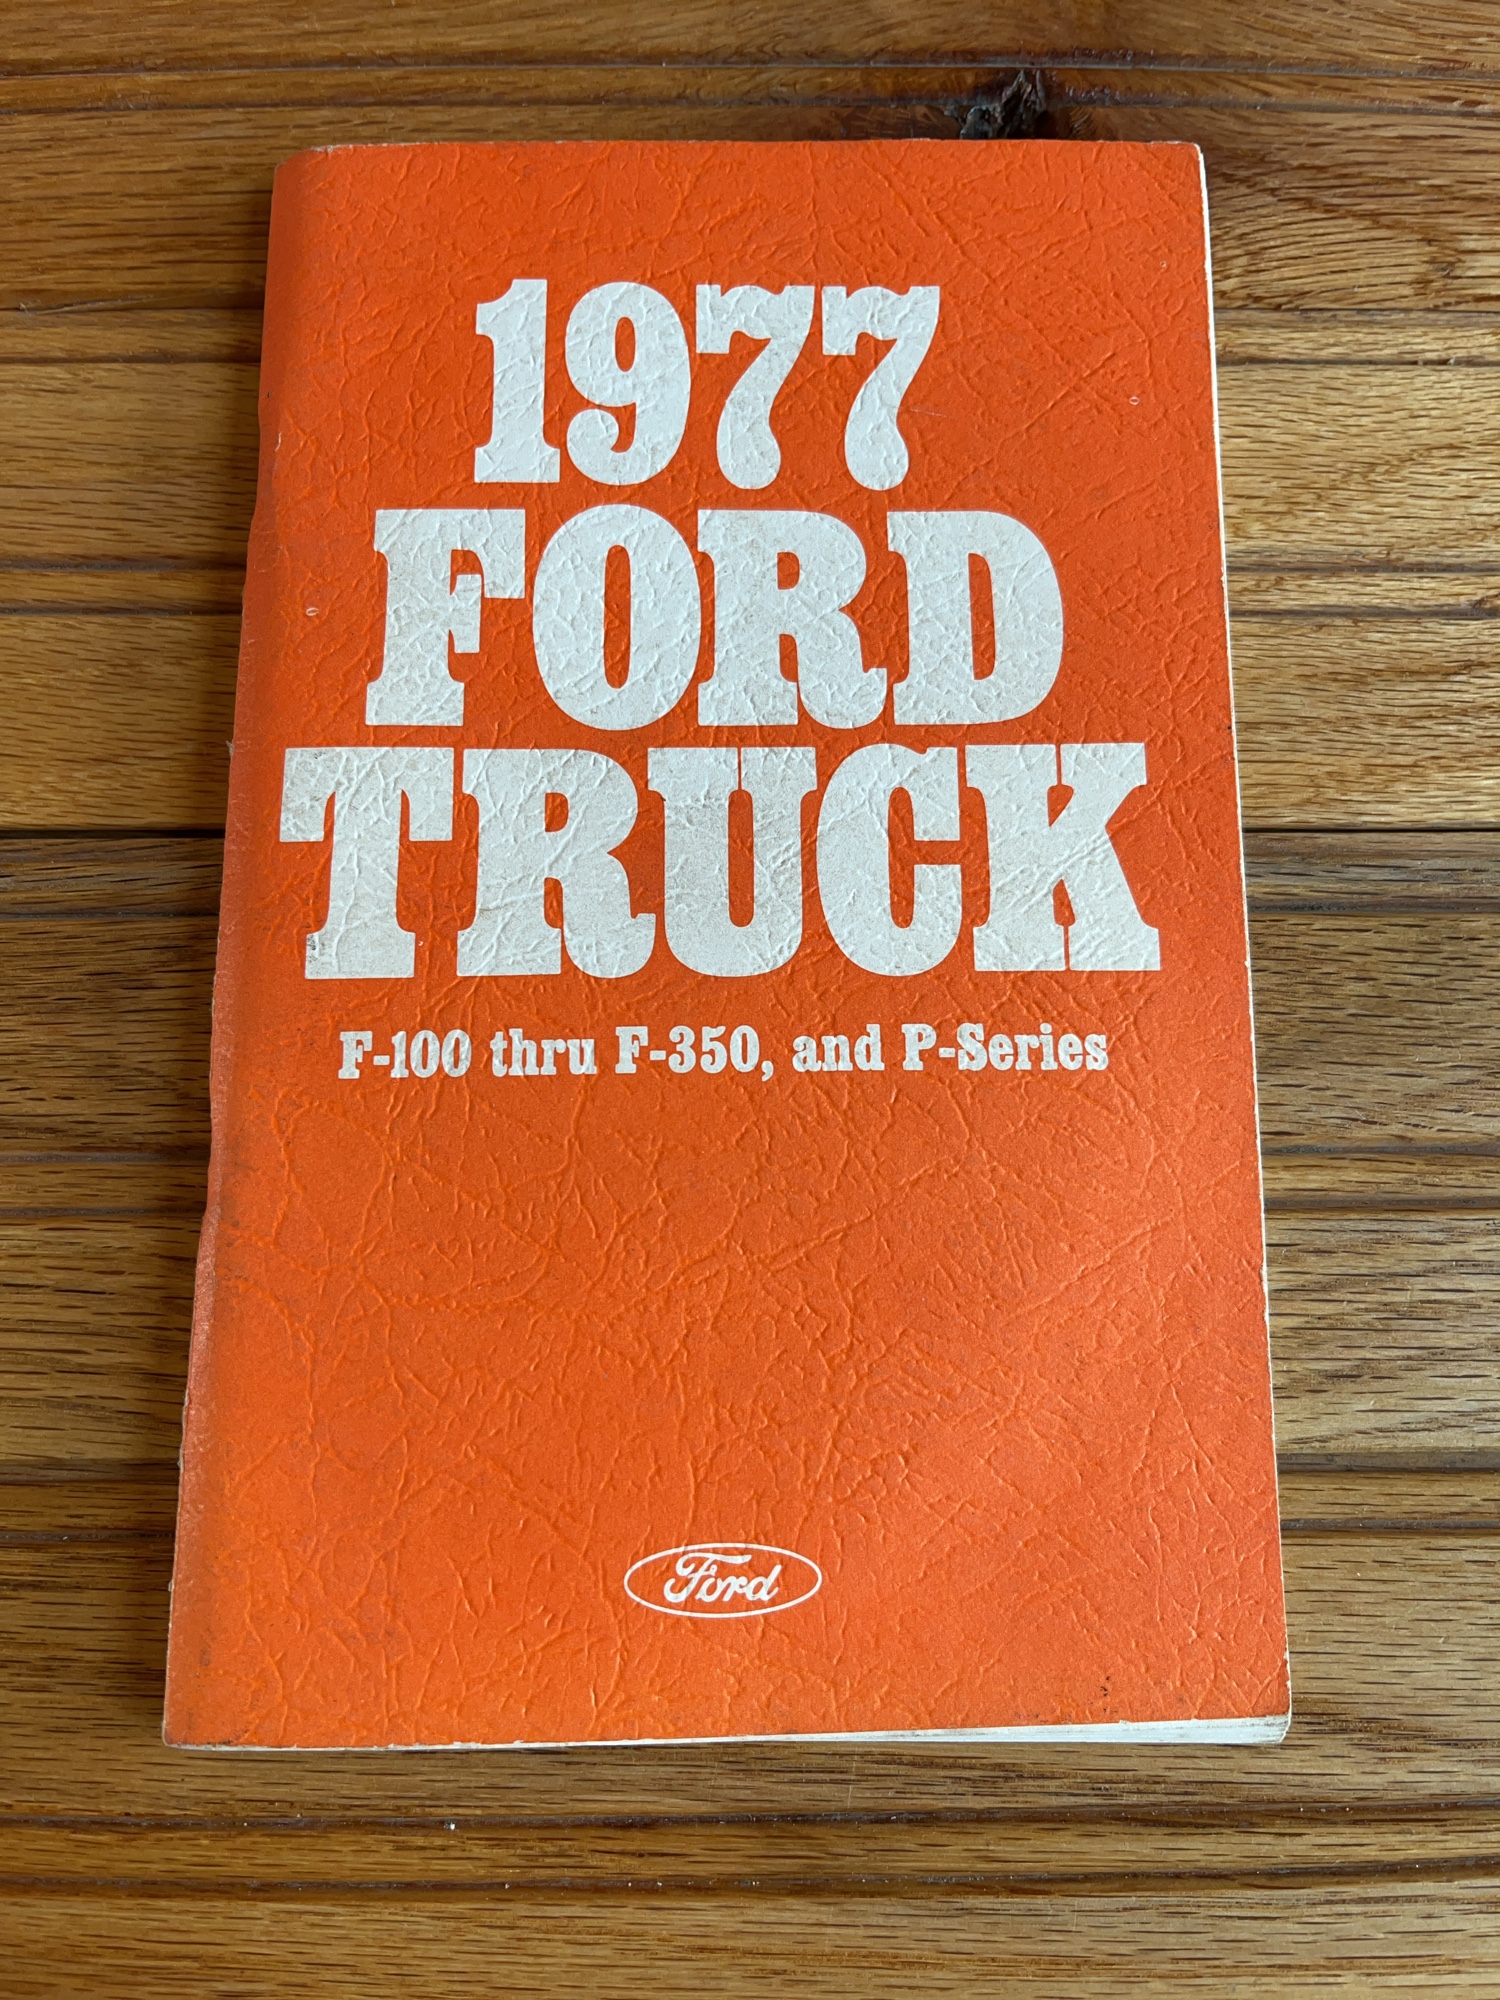 1977
FORD
TRUCK
F-100 thru F-350, and P-Series
Ford